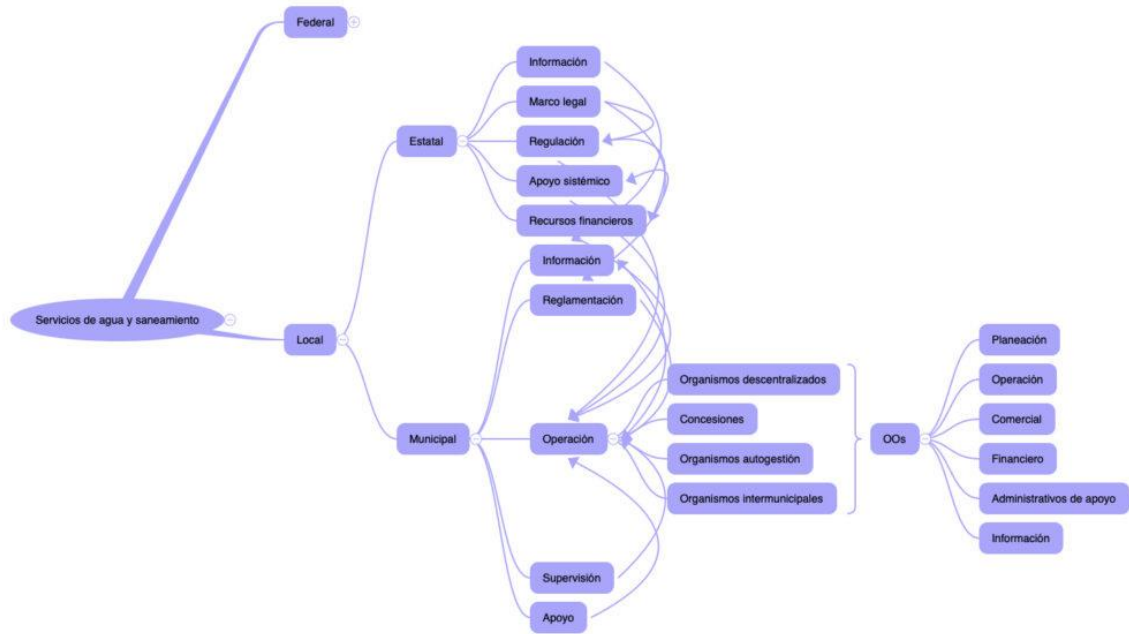 Federal
Información
Marco legal
Estatal
Regulación
Apoyo sistémico
Recursos financieros
Información
Reglamentación
Servicios de agua y saneamiento
Local
Planeación
Organismos descentralizados
Operación
Concesiones
Comercial
Municipal
Operación
OOs
Organismos autogestión
Financiero
Organismos intermunicipales
Administrativos de apoyo
Información
Supervisión
Apoyo